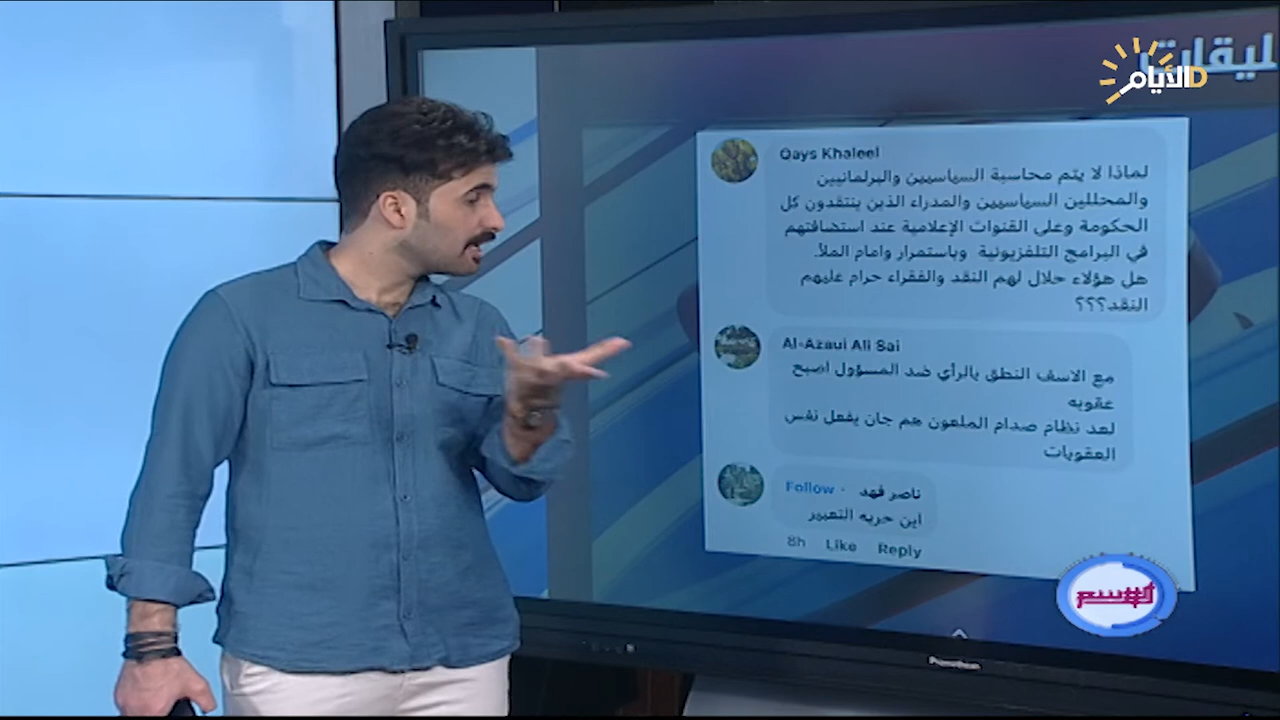 ليقات
الأيام
Qays Khaleel
لماذا لا يتم محاسبة السياسيين والبرلمانيين
والمحللين السياسيين والمدراء الذين ينتقدون كل
الحكومة وعلى القنوات الإعلامية عند استضافتهم
في البرامج التلفزيونية وباستمرار وامام الملأ.
هل هؤلاء حلال لهم النقد والفقراء حرام عليهم
النقد؟؟؟
Al-Azaui Ali Sai
مع الاسف النطق بالرأي ضد المسؤول اصبح
عقوبه
لعد نظام صدام الملعون هم جان يفعل نفس
العقوبات
ناصر فهد · Follow
اين حريه التعبير
8h Like Reply
Promethean